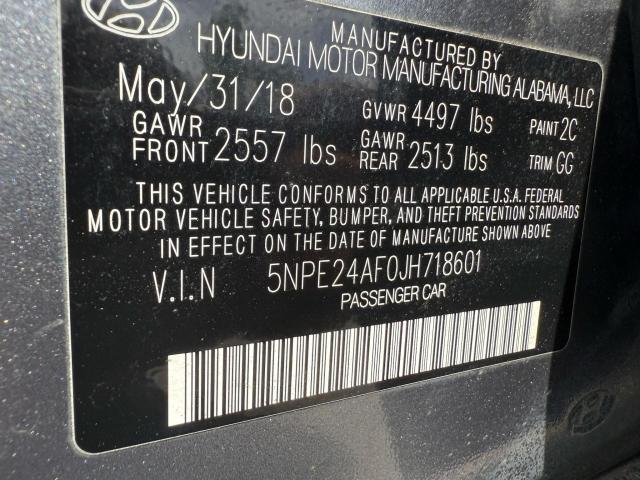 MANUFACTURED BY
HYUNDAI MOTOR MANUFACTURING ALABAMA, LLC
May/31/18 GVWR 4497 lbs PAINT 2C
GAWR FRONT 2557 lbs GAWR REAR 2513 lbs TRIM GG
THIS VEHICLE CONFORMS TO ALL APPLICABLE U.S.A. FEDERAL
MOTOR VEHICLE SAFETY, BUMPER, AND THEFT PREVENTION STANDARDS
IN EFFECT ON THE DATE OF MANUFACTURE SHOWN ABOVE
V.I.N 5NPE24AF0JH718601
PASSENGER CAR